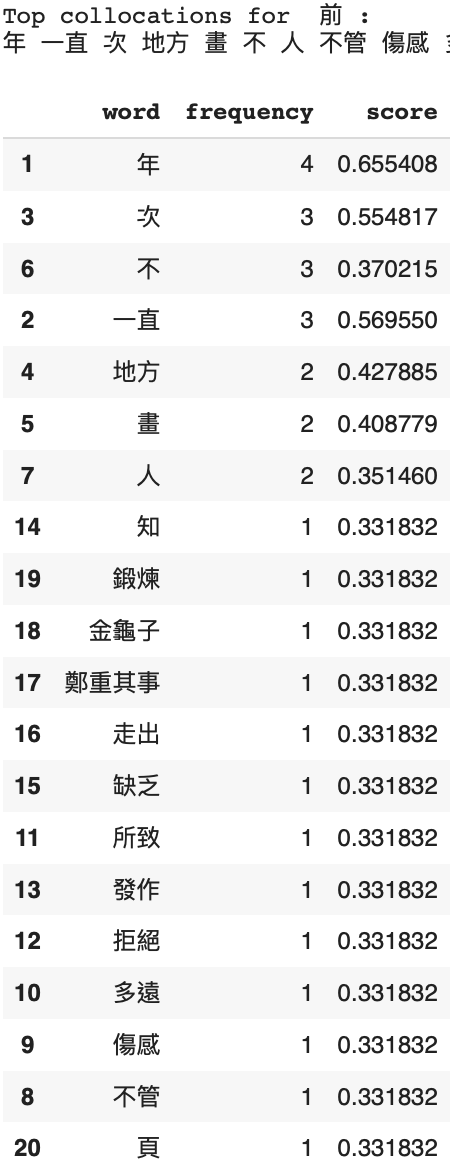 Top collocations for 前 :
年 一直 次 地方 畫 不 人 不管 傷感
word frequency score
1 年 4 0.655408
3 次 3 0.554817
6 不 3 0.370215
2 一直 3 0.569550
4 地方 2 0.427885
5 畫 2 0.408779
7 人 2 0.351460
14 知 1 0.331832
19 鍛煉 1 0.331832
18 金龜子 1 0.331832
17 鄭重其事 1 0.331832
16 走出 1 0.331832
15 缺乏 1 0.331832
11 所致 1 0.331832
13 發作 1 0.331832
12 拒絕 1 0.331832
10 多遠 1 0.331832
9 傷感 1 0.331832
8 不管 1 0.331832
20 頁 1 0.331832